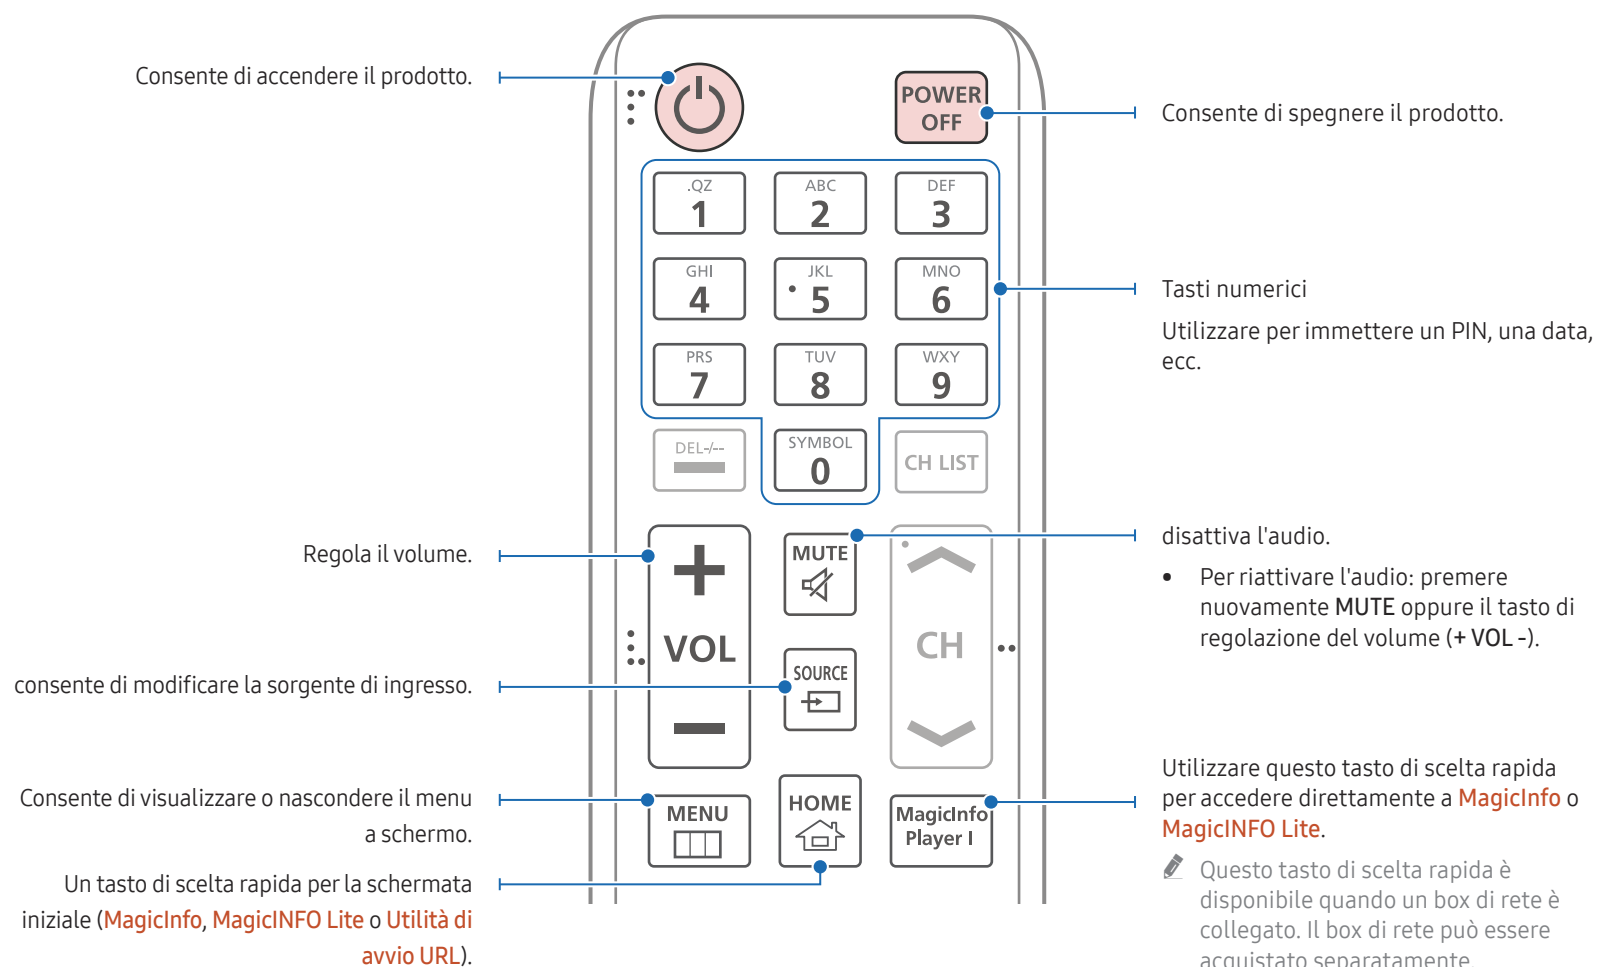 Consente di accendere il prodotto.
POWER
OFF
Consente di spegnere il prodotto.
.QZ
1
ABC
2
DEF
3
GHI
4
JKL
5
MNO
6
Tasti numerici
Utilizzare per immettere un PIN, una data,
ecc.
PRS
7
TUV
8
WXY
9
DEL-/--
SYMBOL
0
CH LIST
Regola il volume.
MUTE
disattiva l'audio.
• Per riattivare l'audio: premere
nuovamente MUTE oppure il tasto di
regolazione del volume (+ VOL -).
+
VOL
−
CH
consente di modificare la sorgente di ingresso.
SOURCE
Consente di visualizzare o nascondere il menu
a schermo.
MENU
HOME
MagicInfo
Player I
Utilizzare questo tasto di scelta rapida
per accedere direttamente a MagicInfo o
MagicINFO Lite.
Questo tasto di scelta rapida è
disponibile quando un box di rete è
collegato. Il box di rete può essere
acquistato separatamente.
Un tasto di scelta rapida per la schermata
iniziale (MagicInfo, MagicINFO Lite o Utilità di
avvio URL).